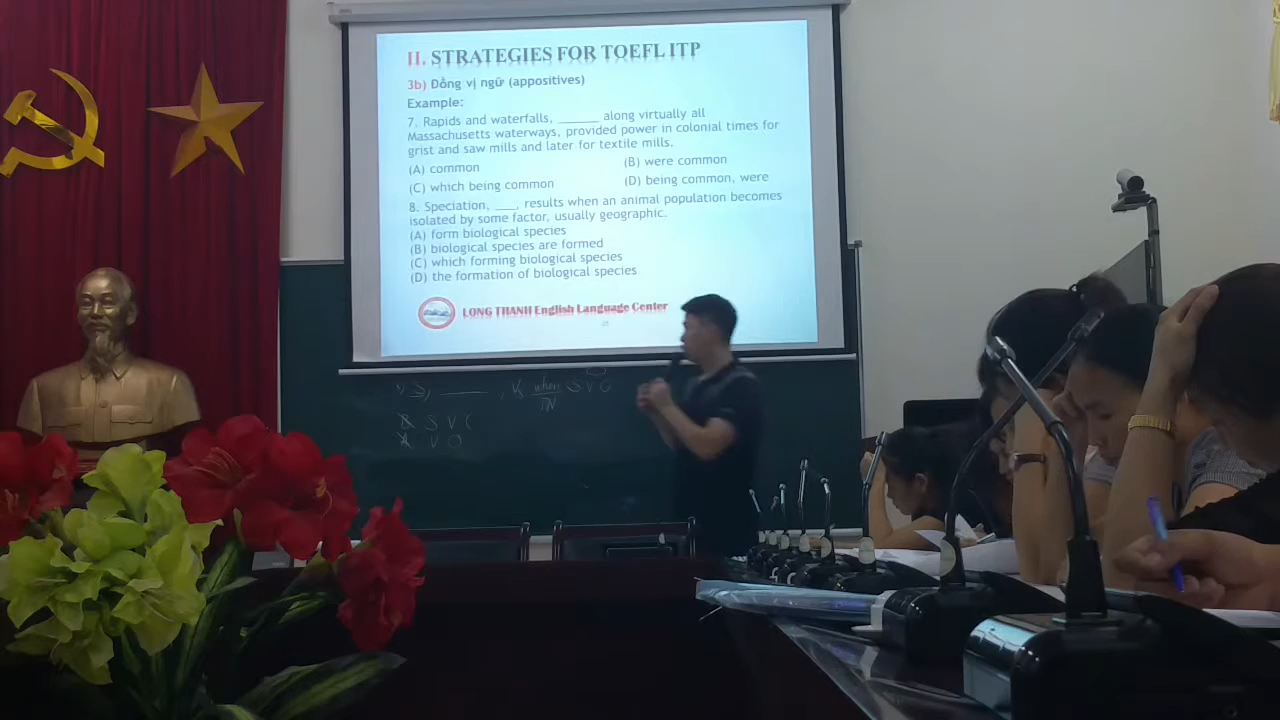 II. STRATEGIES FOR TOEFL ITP
3b) Đồng vị ngữ (appositives)
Example:
7. Rapids and waterfalls, ______ along virtually all
Massachusetts waterways, provided power in colonial times for
grist and saw mills and later for textile mills.
(A) common
(B) were common
(C) which being common
(D) being common, were
8. Speciation, ___, results when an animal population becomes
isolated by some factor, usually geographic.
(A) form biological species
(B) biological species are formed
(C) which forming biological species
(D) the formation of biological species
LONG THANH English Language Center
S, ______, V, when S V O
S V C
V O